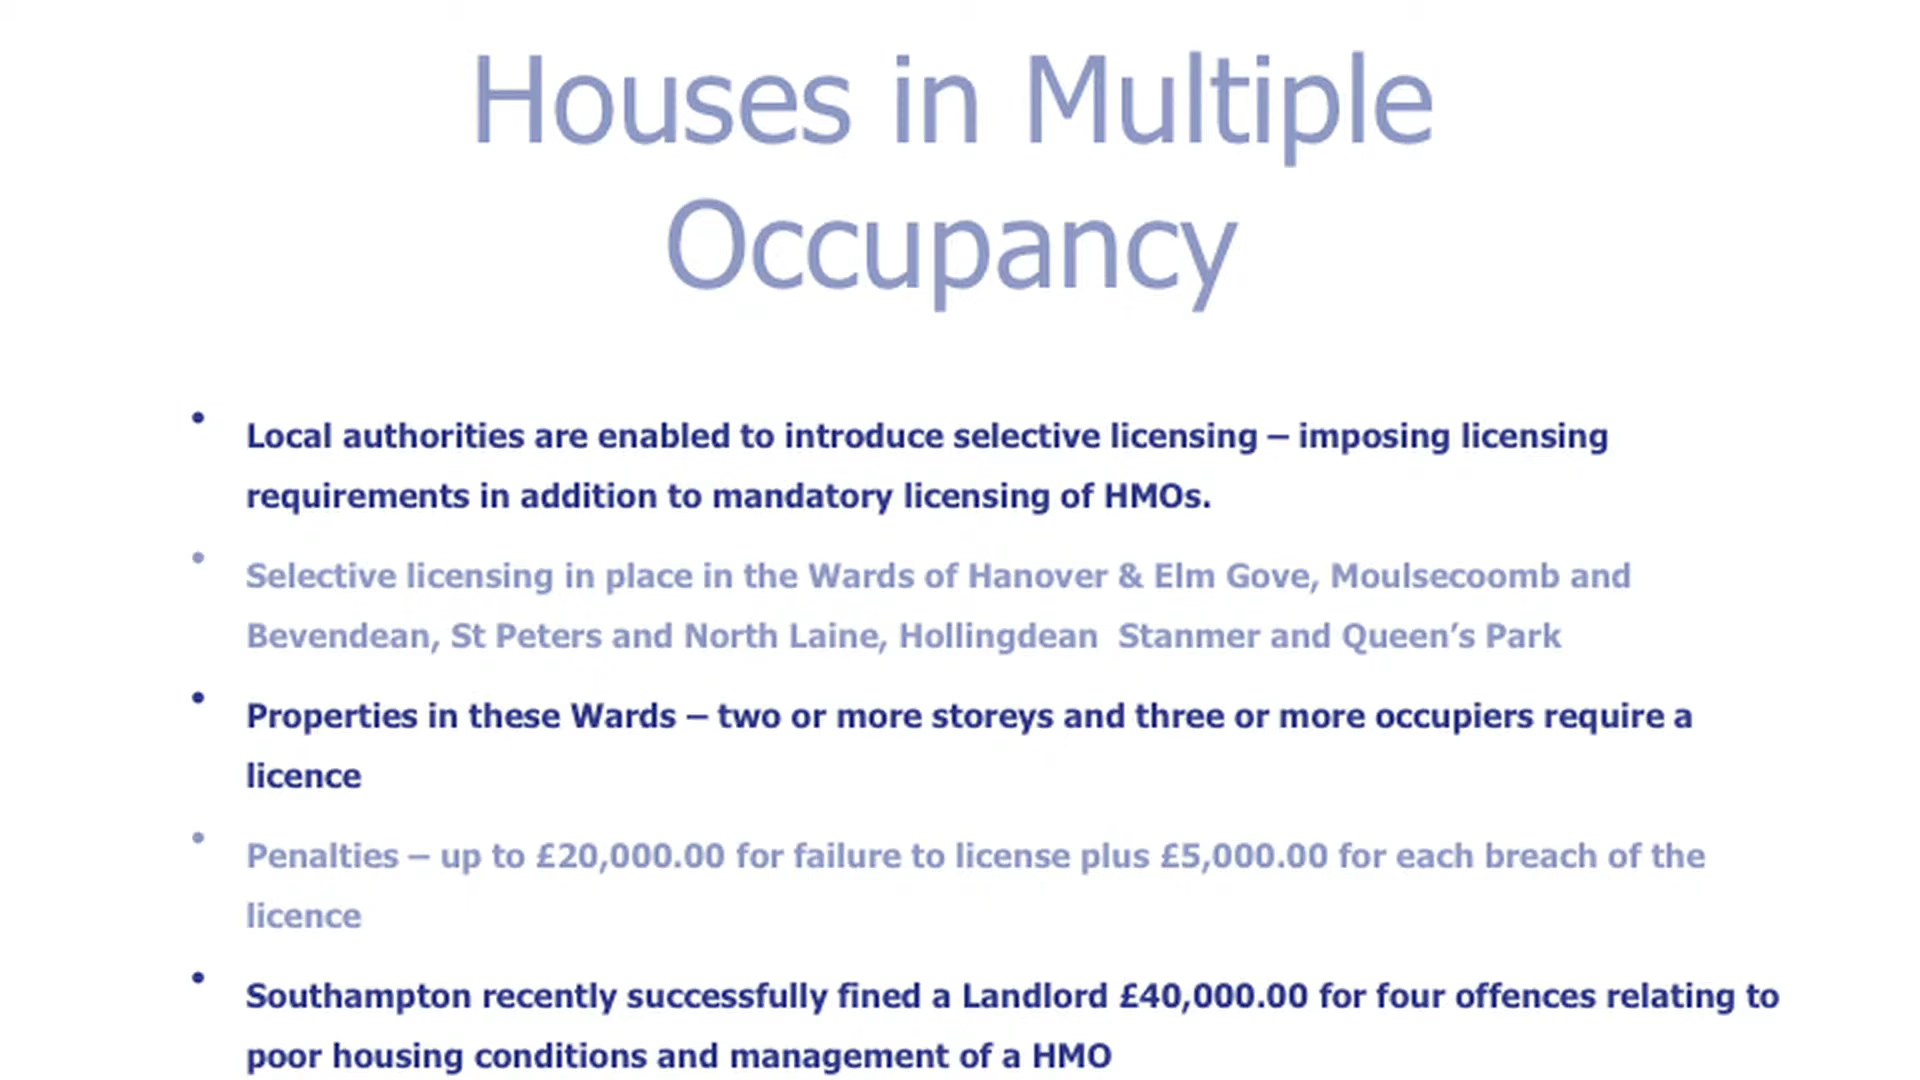 Houses in Multiple
Occupancy
• Local authorities are enabled to introduce selective licensing – imposing licensing
requirements in addition to mandatory licensing of HMOs.
• Selective licensing in place in the Wards of Hanover & Elm Gove, Moulsecoomb and
Bevendean, St Peters and North Laine, Hollingdean  Stanmer and Queen’s Park
• Properties in these Wards – two or more storeys and three or more occupiers require a
licence
• Penalties – up to £20,000.00 for failure to license plus £5,000.00 for each breach of the
licence
• Southampton recently successfully fined a Landlord £40,000.00 for four offences relating to
poor housing conditions and management of a HMO